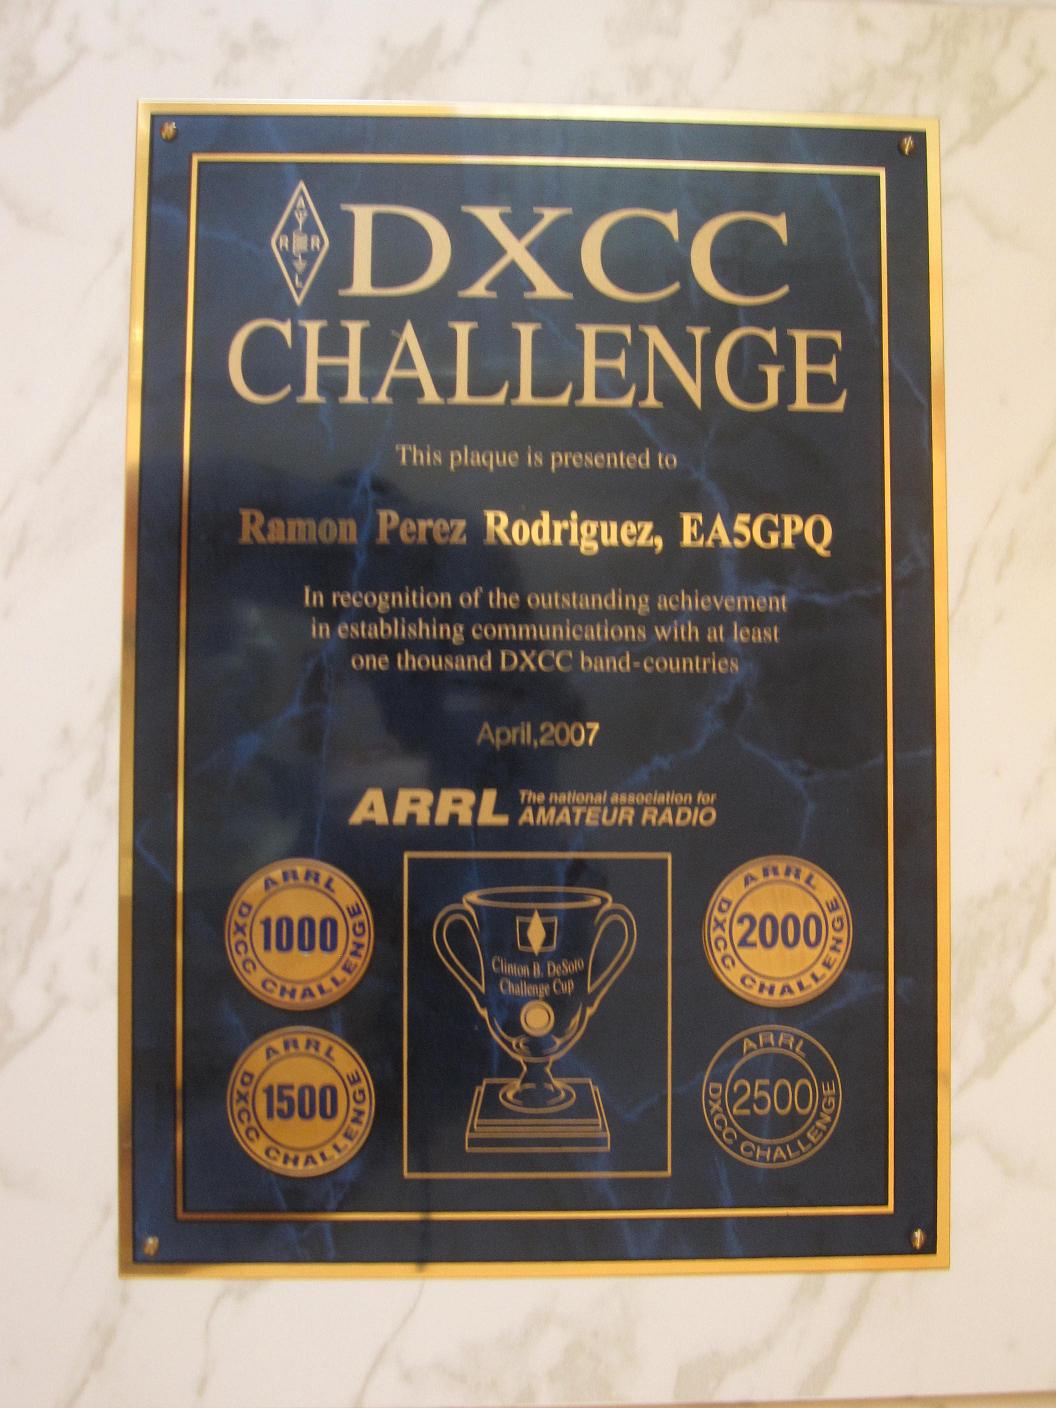 A
R R
L
DXCC
CHALLENGE
This plaque is presented to
Ramon Perez Rodriguez, EA5GPQ
In recognition of the outstanding achievement
in establishing communications with at least
one thousand DXCC band-countries
April,2007
ARRL The national association for
AMATEUR RADIO
ARRL
1000
DXCC CHALLENGE
ARRL
1500
DXCC CHALLENGE
Clinton B. DeSoto
Challenge Cup
ARRL
2000
DXCC CHALLENGE
ARRL
2500
DXCC CHALLENGE